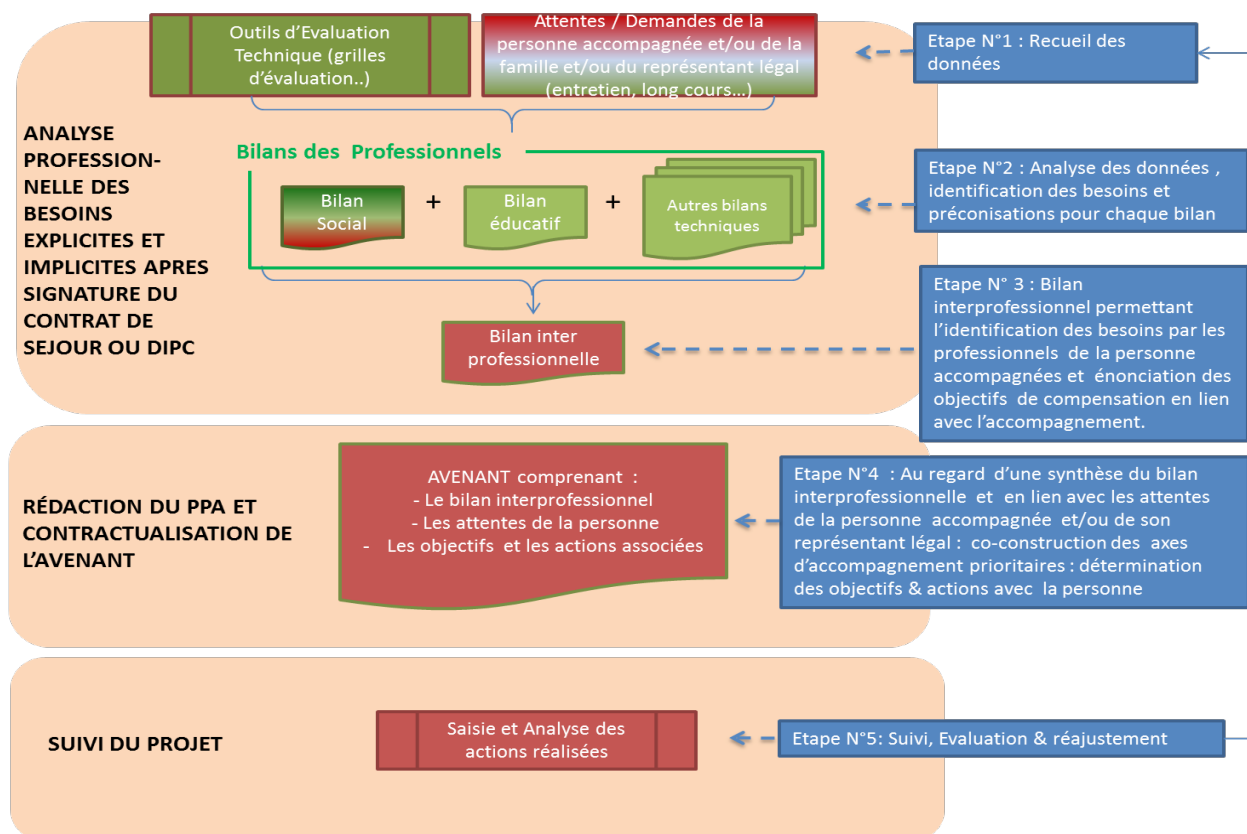 Outils d'Evaluation
Technique (grilles
d'évaluation..)
Attentes / Demandes de la
personne accompagnée et/ou de la
famille et/ou du représentant légal
(entretien, long cours...)
Etape N°1 : Recueil des
données
ANALYSE
PROFESSION-
NELLE DES
BESOINS
EXPLICITES ET
IMPLICITES APRES
SIGNATURE DU
CONTRAT DE
SEJOUR OU DIPC
Bilans des Professionnels
Bilan
Social
+
Bilan
éducatif
+
Autres bilans
techniques
Etape N°2 : Analyse des données ,
identification des besoins et
préconisations pour chaque bilan
Bilan inter
professionnelle
Etape N° 3 : Bilan
interprofessionnel permettant
l'identification des besoins par les
professionnels de la personne
accompagnées et énonciation des
objectifs de compensation en lien
avec l'accompagnement.
RÉDACTION DU PPA ET
CONTRACTUALISATION DE
L'AVENANT
AVENANT comprenant :
- Le bilan interprofessionnel
- Les attentes de la personne
- Les objectifs et les actions associées
Etape N°4 : Au regard d'une synthèse du bilan
interprofessionnelle et en lien avec les attentes
de la personne accompagnée et/ou de son
représentant légal : co-construction des axes
d'accompagnement prioritaires : détermination
des objectifs & actions avec la personne
SUIVI DU PROJET
Saisie et Analyse des
actions réalisées
Etape N°5: Suivi, Evaluation & réajustement